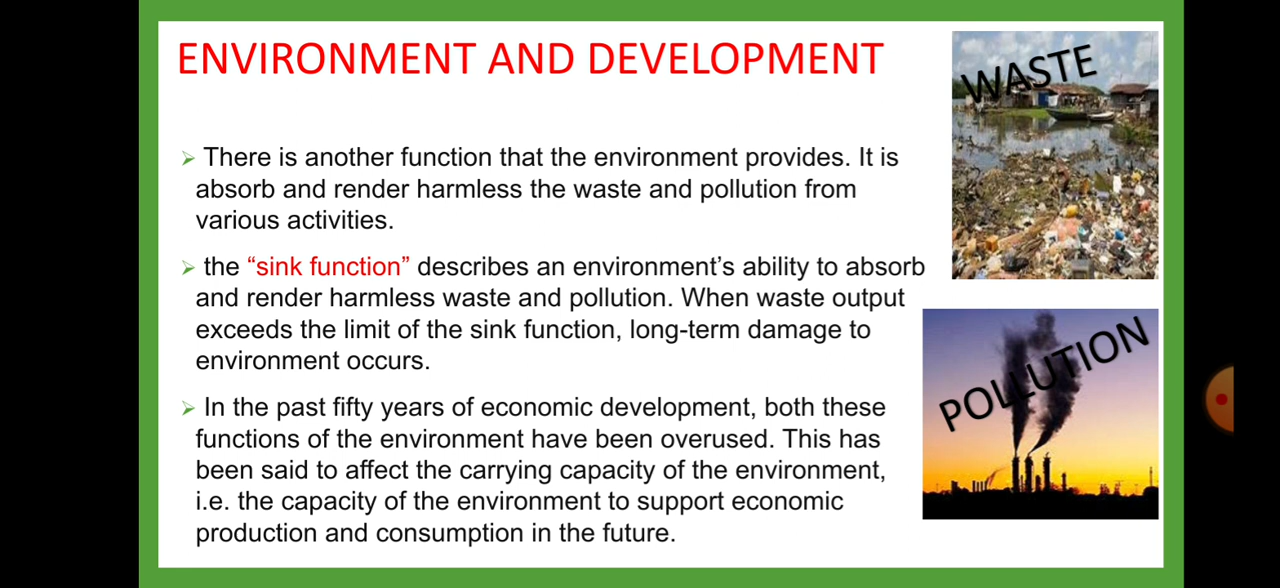 ENVIRONMENT AND DEVELOPMENT
WASTE
There is another function that the environment provides. It is
absorb and render harmless the waste and pollution from
various activities.
the “sink function” describes an environment’s ability to absorb
and render harmless waste and pollution. When waste output
exceeds the limit of the sink function, long-term damage to
environment occurs.
POLLUTION
In the past fifty years of economic development, both these
functions of the environment have been overused. This has
been said to affect the carrying capacity of the environment,
i.e. the capacity of the environment to support economic
production and consumption in the future.